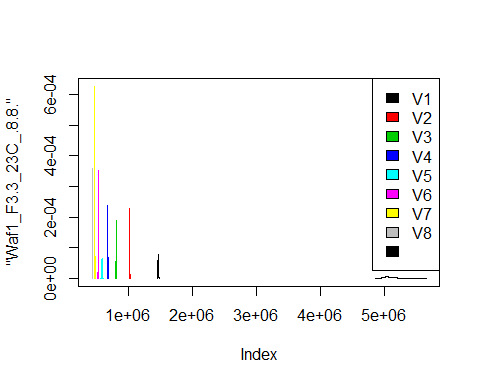 "Waf1_F3.3_23C_.8.8."
6e-04
4e-04
2e-04
0e+00
V1
V2
V3
V4
V5
V6
V7
V8
1e+06 2e+06 3e+06 4e+06 5e+06
Index